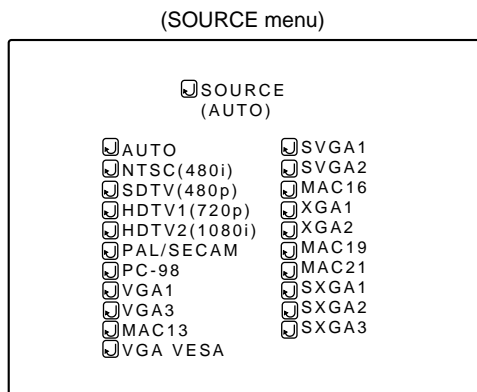 (SOURCE menu)
SOURCE
(AUTO)
AUTO
NTSC(480i)
SDTV(480p)
HDTV1(720p)
HDTV2(1080i)
PAL/SECAM
PC-98
VGA1
VGA3
MAC13
VGA VESA
SVGA1
SVGA2
MAC16
XGA1
XGA2
MAC19
MAC21
SXGA1
SXGA2
SXGA3